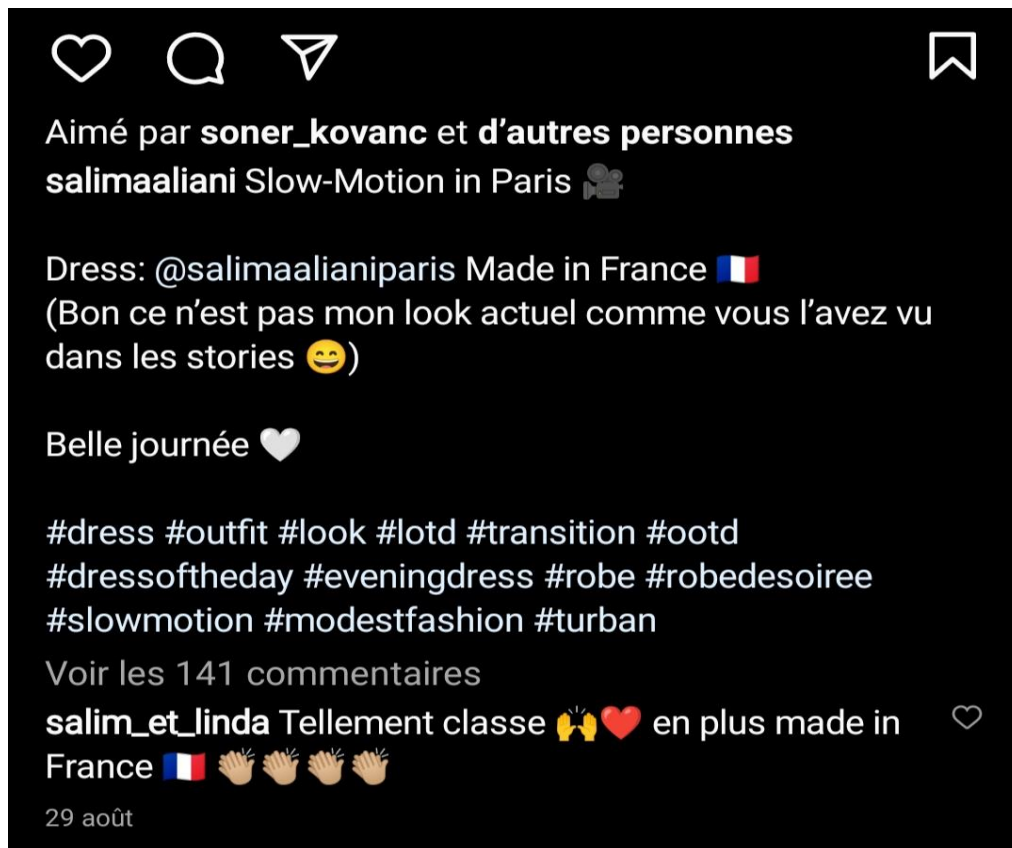 Aimé par soner_kovanc et d’autres personnes
salimaaliani Slow-Motion in Paris 🎥
Dress: @salimaalianiparis Made in France 🇫🇷
(Bon ce n’est pas mon look actuel comme vous l’avez vu
dans les stories 😄)
Belle journée 🤍
#dress #outfit #look #lotd #transition #ootd
#dressoftheday #eveningdress #robe #robedesoiree
#slowmotion #modestfashion #turban
Voir les 141 commentaires
salim_et_linda Tellement classe 🙌❤️ en plus made in
France 🇫🇷 👏🏼👏🏼👏🏼👏🏼
29 août